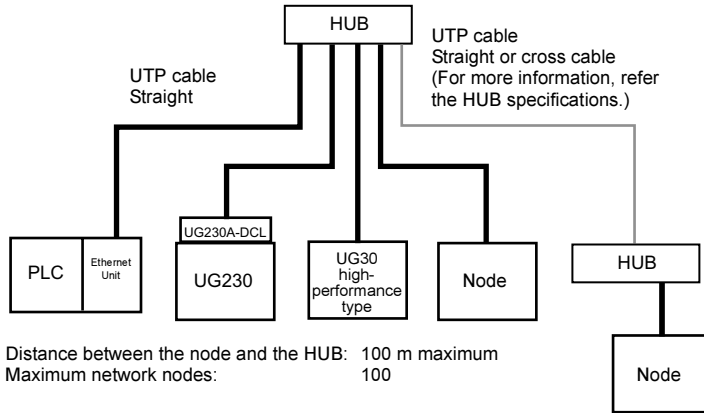 HUB
UTP cable
Straight or cross cable
(For more information, refer
the HUB specifications.)
UTP cable
Straight
PLC
Ethernet
Unit
UG230A-DCL
UG230
UG30
high-
performance
type
Node
HUB
Node
Distance between the node and the HUB: 100 m maximum
Maximum network nodes: 100